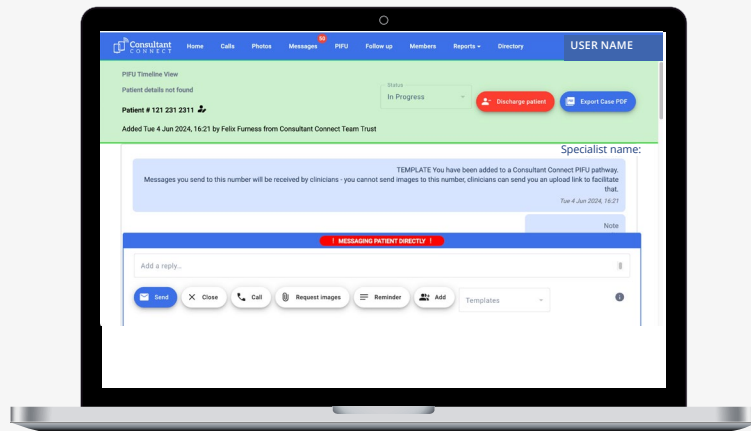 Consultant
CONNECT
Home
Calls
Photos
Messages
50
PIFU
Follow up
Members
Reports
Directory
USER NAME
PIFU Timeline View
Patient details not found
Patient # 121 231
2311
Added Tue 4 Jun 2024, 16:21 by Felix Furness from Consultant Connect Team Trust
Status
In Progress
Discharge patient
Export Case PDF
Specialist name:
TEMPLATE You have been added to a Consultant Connect PIFU pathway.
Messages you send to this number will be received by clinicians - you cannot send images to this number, clinicians can send you an upload link to facilitate
that.
Tue 4 Jun 2024, 16:21
Note
! MESSAGING PATIENT DIRECTLY !
Add a reply...
Send
Close
Call
Request images
Reminder
Add
Templates